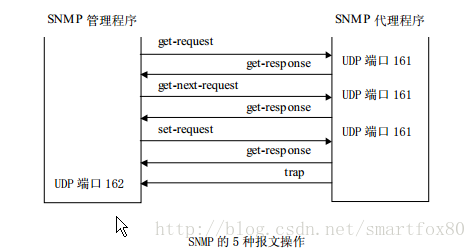 SNMP 管理程序
SNMP 代理程序
get-request
get-response
UDP 端口 161
get-next-request
get-response
UDP 端口 161
set-request
get-response
UDP 端口 161
trap
UDP 端口 162
http://blog.csdn.net/smartfox80
SNMP 的 5 种报文操作